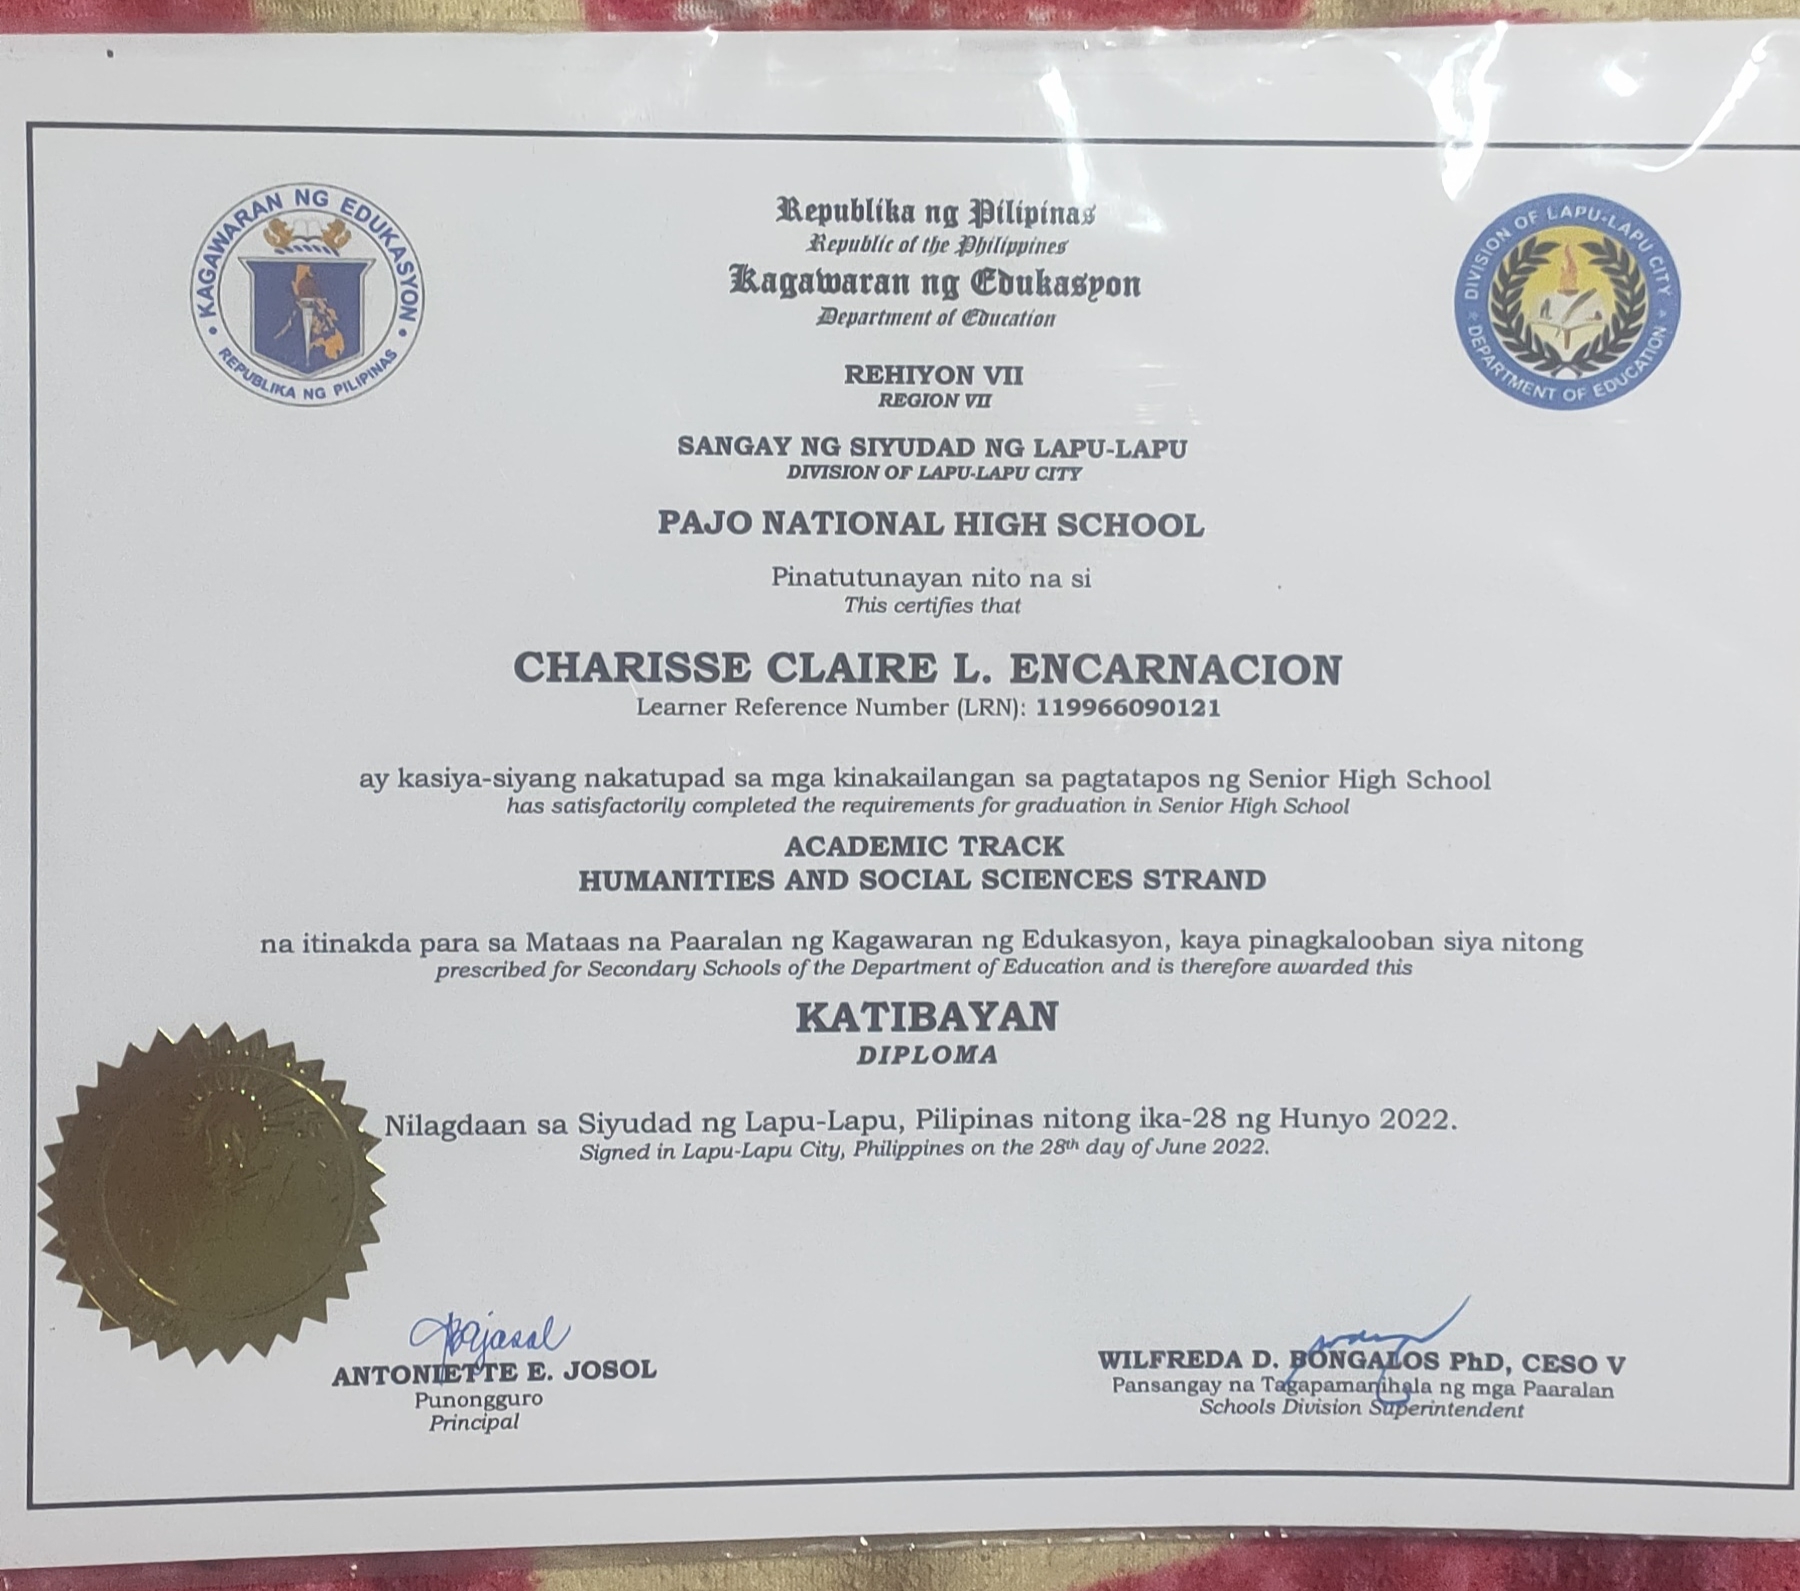 KAGAWARAN NG EDUKASYON
REPUBLIKA NG PILIPINAS
Republika ng Pilipinas
Republic of the Philippines
Kagawaran ng Edukasyon
Department of Education
DIVISION OF LAPU-LAPU CITY
DEPARTMENT OF EDUCATION
REHIYON VII
REGION VII
SANGAY NG SIYUDAD NG LAPU-LAPU
DIVISION OF LAPU-LAPU CITY
PAJO NATIONAL HIGH SCHOOL
Pinatutunayan nito na si
This certifies that
CHARISSE CLAIRE L. ENCARNACION
Learner Reference Number (LRN): 119966090121
ay kasiya-siyang nakatupad sa mga kinakailangan sa pagtatapos ng Senior High School
has satisfactorily completed the requirements for graduation in Senior High School
ACADEMIC TRACK
HUMANITIES AND SOCIAL SCIENCES STRAND
na itinakda para sa Mataas na Paaralan ng Kagawaran ng Edukasyon, kaya pinagkalooban siya nitong
prescribed for Secondary Schools of the Department of Education and is therefore awarded this
KATIBAYAN
DIPLOMA
Nilagdaan sa Siyudad ng Lapu-Lapu, Pilipinas nitong ika-28 ng Hunyo 2022.
Signed in Lapu-Lapu City, Philippines on the 28th day of June 2022.
ANTONIETTE E. JOSOL
Punongguro
Principal
WILFREDA D. BONGALOS PhD, CESO V
Pansangay na Tagapamanihala ng mga Paaralan
Schools Division Superintendent